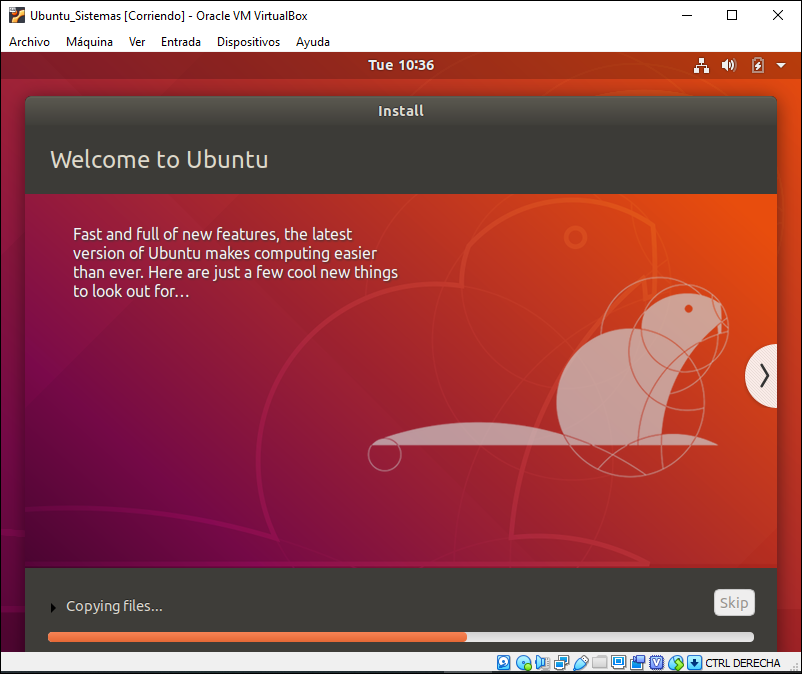 Ubuntu_Sistemas [Corriendo] - Oracle VM VirtualBox
Archivo Máquina Ver Entrada Dispositivos Ayuda
Tue 10:36
Install
Welcome to Ubuntu
Fast and full of new features, the latest
version of Ubuntu makes computing easier
than ever. Here are just a few cool new things
to look out for…
Copying files...
Skip
CTRL DERECHA